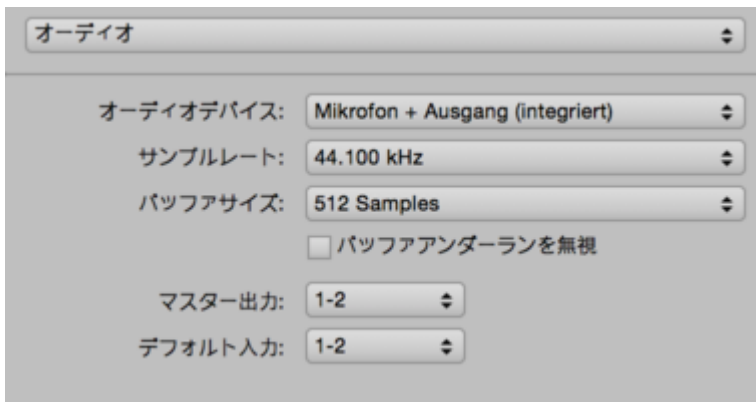 オーディオ
オーディオデバイス: Mikrofon + Ausgang (integriert)
サンプルレート: 44.100 kHz
バッファサイズ: 512 Samples
バッファアンダーランを無視
マスター出力: 1-2
デフォルト入力: 1-2